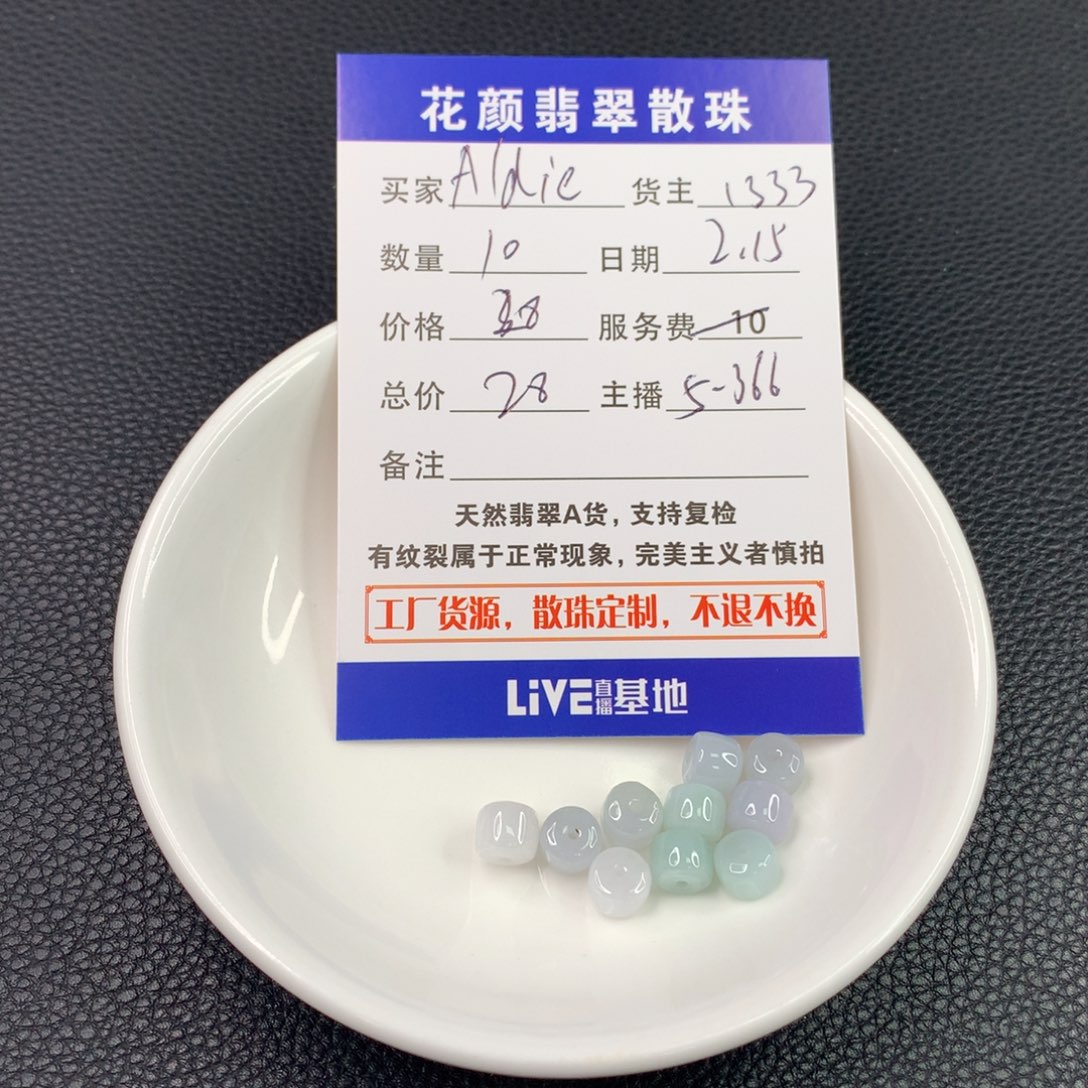 花颜翡翠散珠
买家 Aldie 货主 1333
数量 10 日期 2.15
价格 服务费 10
总价 28 主播 5-366
备注
天然翡翠A货，支持复检
有纹裂属于正常现象，完美主义者慎拍
工厂货源，散珠定制，不退不换
LiVE直播基地